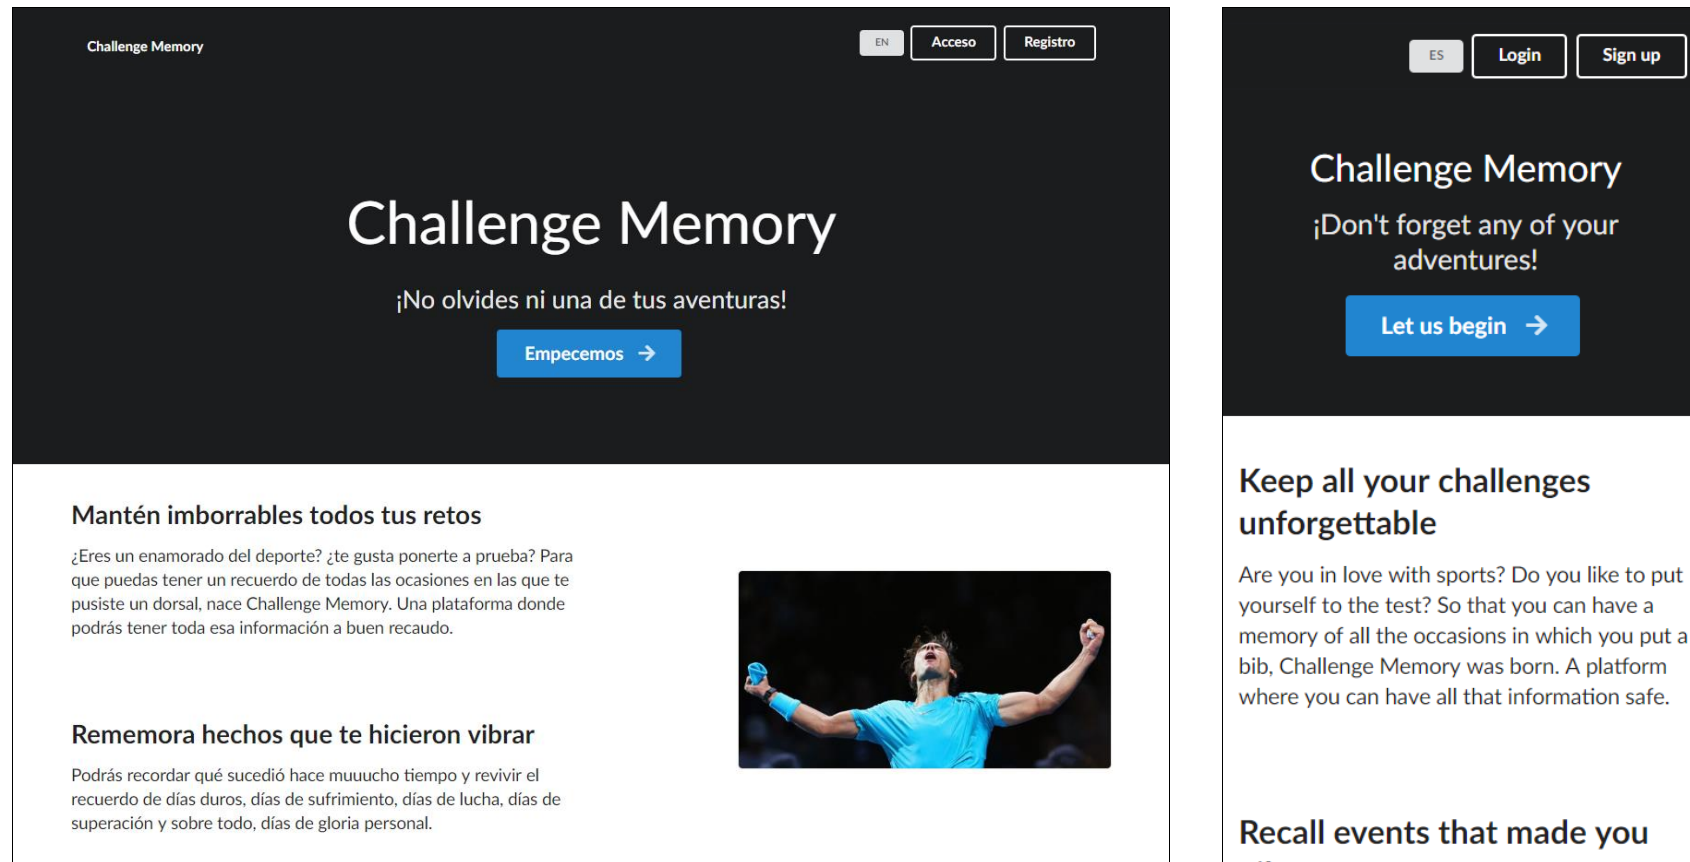 Challenge Memory
EN
Acceso
Registro
Challenge Memory
¡No olvides ni una de tus aventuras!
Empecemos
Mantén imborrables todos tus retos
¿Eres un enamorado del deporte? ¿te gusta ponerte a prueba? Para
que puedas tener un recuerdo de todas las ocasiones en las que te
pusiste un dorsal, nace Challenge Memory. Una plataforma donde
podrás tener toda esa información a buen recaudo.
Rememora hechos que te hicieron vibrar
Podrás recordar qué sucedió hace muuucho tiempo y revivir el
recuerdo de días duros, días de sufrimiento, días de lucha, días de
superación y sobre todo, días de gloria personal.
ES
Login
Sign up
Challenge Memory
¡Don't forget any of your
adventures!
Let us begin
Keep all your challenges
unforgettable
Are you in love with sports? Do you like to put
yourself to the test? So that you can have a
memory of all the occasions in which you put a
bib, Challenge Memory was born. A platform
where you can have all that information safe.
Recall events that made you